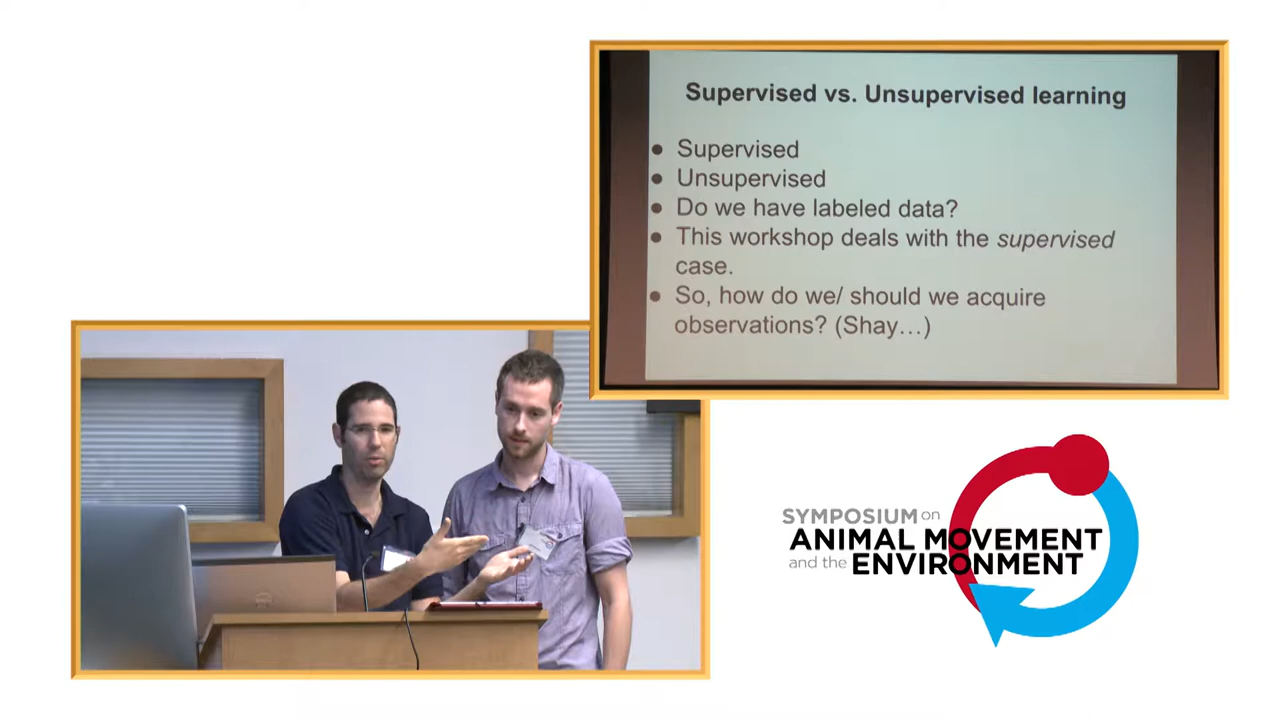 Supervised vs. Unsupervised learning
● Supervised
● Unsupervised
● Do we have labeled data?
● This workshop deals with the supervised
case.
● So, how do we/ should we acquire
observations? (Shay…)
SYMPOSIUM on
ANIMAL MOVEMENT
and the ENVIRONMENT